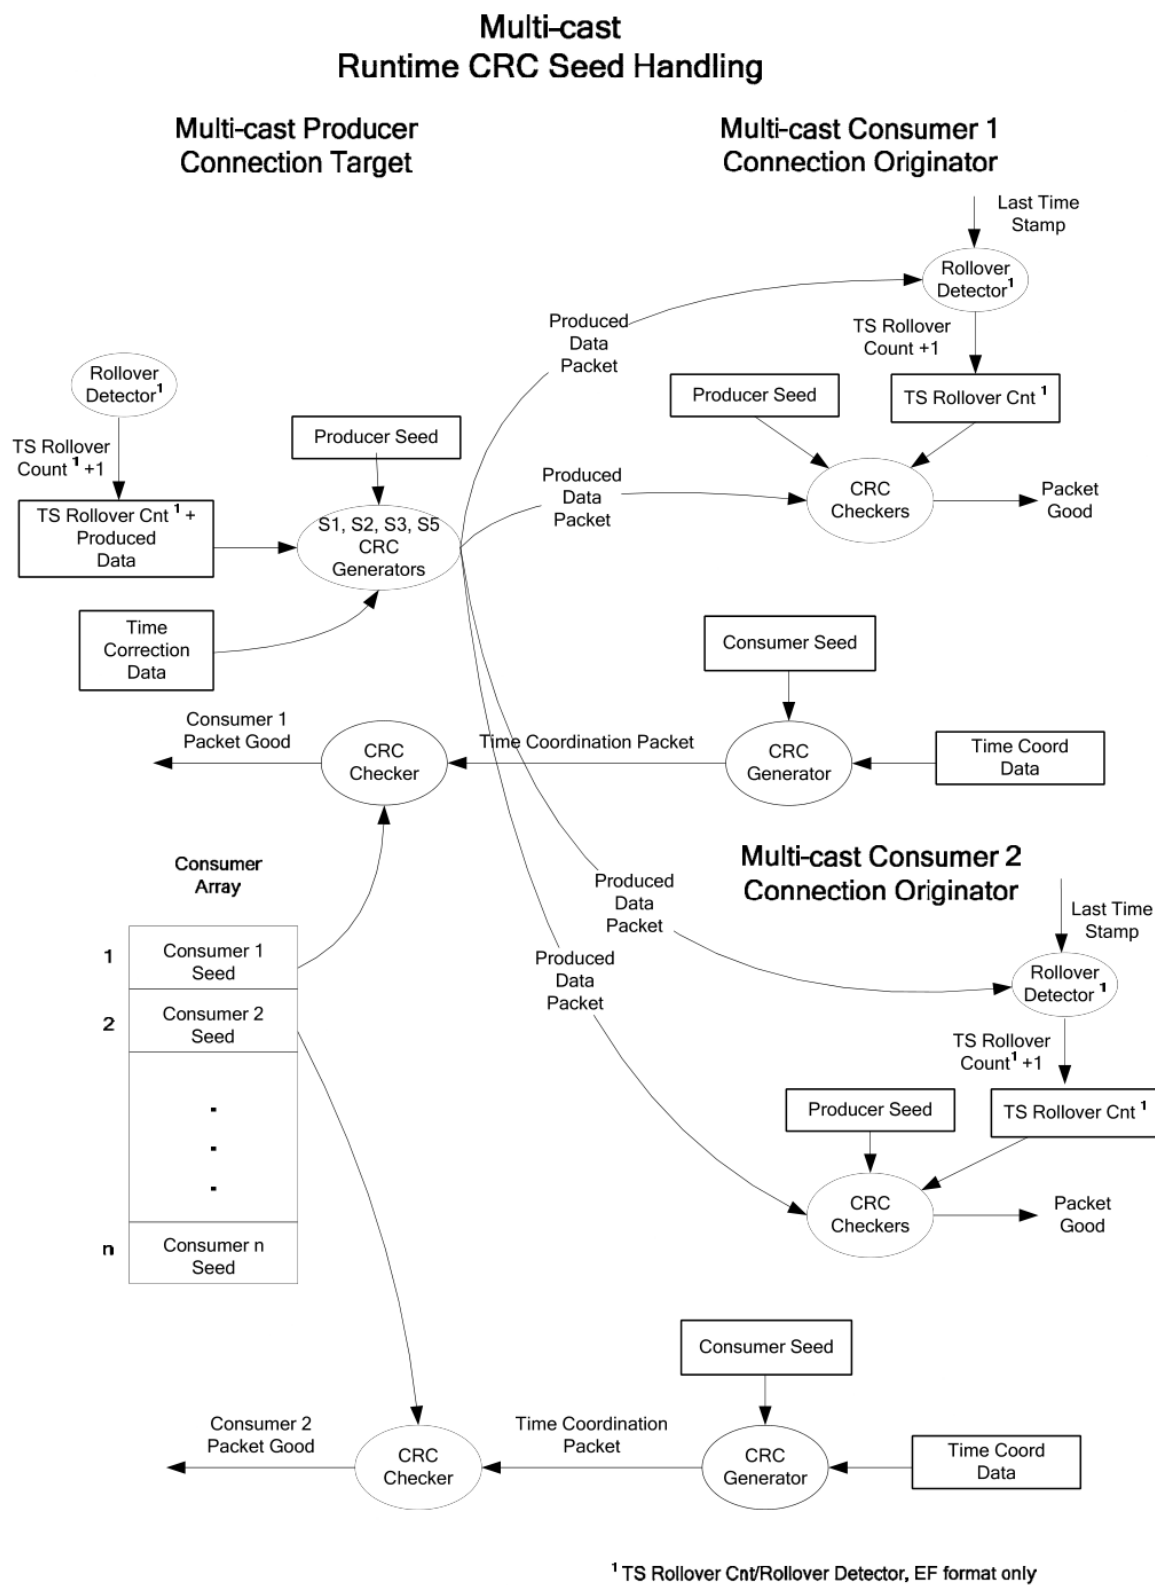 Multi-cast
Runtime CRC Seed Handling
Multi-cast Producer
Connection Target
Multi-cast Consumer 1
Connection Originator
Last Time
Stamp
Rollover
Detector¹
Produced
Data
Packet
TS Rollover
Count +1
Rollover
Detector¹
Producer Seed
TS Rollover Cnt ¹
TS Rollover
Count ¹ +1
Producer Seed
Produced
Data
Packet
CRC
Checkers
Packet
Good
TS Rollover Cnt ¹ +
Produced
Data
S1, S2, S3, S5
CRC
Generators
Time
Correction
Data
Consumer Seed
Consumer 1
Packet Good
CRC
Checker
Time Coordination Packet
CRC
Generator
Time Coord
Data
Multi-cast Consumer 2
Connection Originator
Consumer
Array
Produced
Data
Packet
Last Time
Stamp
1
Consumer 1
Seed
Produced
Data
Packet
Rollover
Detector ¹
2
Consumer 2
Seed
TS Rollover
Count¹ +1
Producer Seed
TS Rollover Cnt ¹
CRC
Checkers
Packet
Good
n
Consumer n
Seed
Consumer Seed
Consumer 2
Packet Good
CRC
Checker
Time Coordination
Packet
CRC
Generator
Time Coord
Data
¹ TS Rollover Cnt/Rollover Detector, EF format only